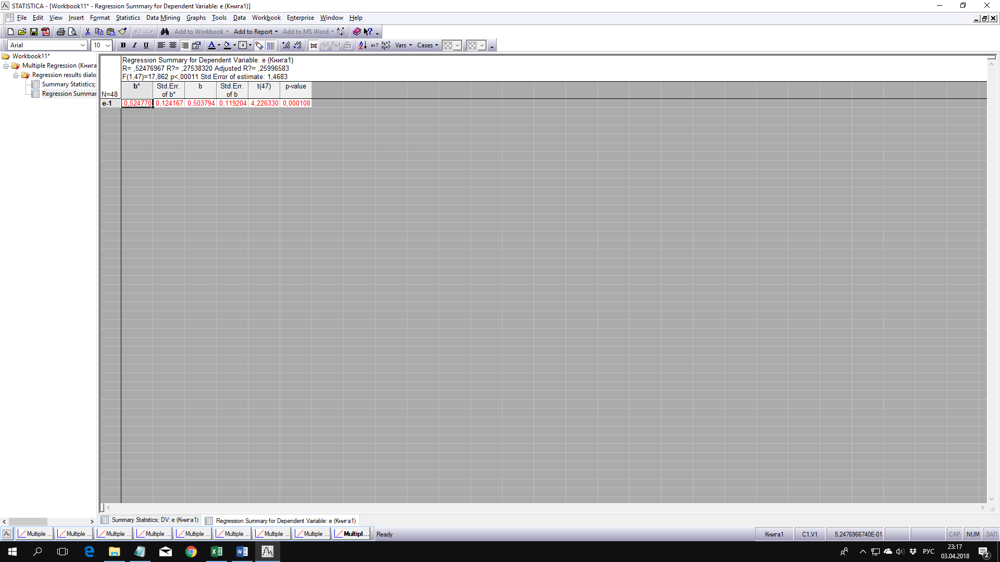 STATISTICA - [Workbook11* - Regression Summary for Dependent Variable: e (Книга1)]
File Edit View Insert Format Statistics Data Mining Graphs Tools Data Workbook Enterprise Window Help
Add to Workbook Add to Report Add to MS Word
Arial 10 B I U Vars Cases
Workbook11*
Multiple Regression (Книга
Regression results dialo
Summary Statistics;
Regression Summar
Regression Summary for Dependent Variable: e (Книга1)
R= ,52476967 R?= ,27538320 Adjusted R?= ,25996583
F(1,47)=17,862 p<,00011 Std.Error of estimate: 1,4683
N=48 b* Std.Err. of b* b Std.Err. of b t(47) p-value
e-1 0,524770 0,124167 0,503794 0,119204 4,226330 0,000108
Summary Statistics; DV: e (Книга1) Regression Summary for Dependent Variable: e (Книга1)
Multiple ... Multiple ... Multiple ... Multiple ... Multiple ... Multiple ... Multiple ... Multiple ... Multipl... Ready Книга1 C1,V1 5,2476966740E-01 CAP NUM ЗАП
РУС 23:17
03.04.2018 2